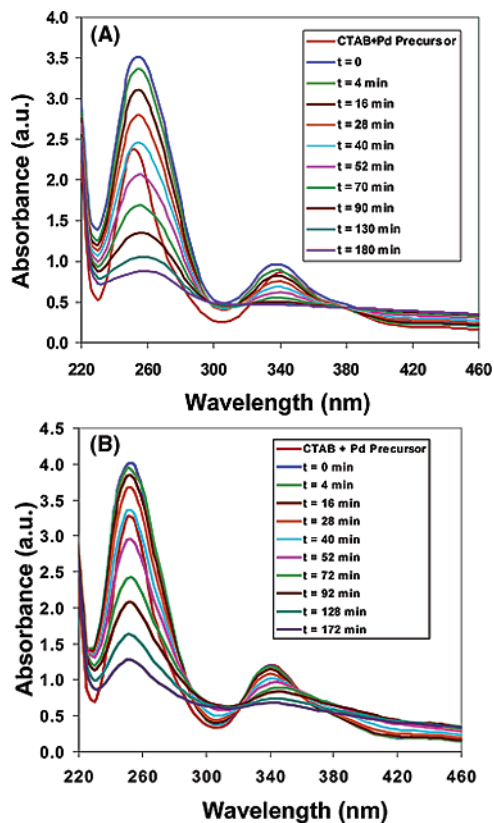 (A)
4.0
3.5
3.0
2.5
2.0
1.5
1.0
0.5
0.0
Absorbance (a.u.)
CTAB+Pd Precursor
t = 0
t = 4 min
t = 16 min
t = 28 min
t = 40 min
t = 52 min
t = 70 min
t = 90 min
t = 130 min
t = 180 min
220 260 300 340 380 420 460
Wavelength (nm)
(B)
4.5
4.0
3.5
3.0
2.5
2.0
1.5
1.0
0.5
0.0
Absorbance (a.u.)
CTAB + Pd Precursor
t = 0 min
t = 4 min
t = 16 min
t = 28 min
t = 40 min
t = 52 min
t = 72 min
t = 92 min
t = 128 min
t = 172 min
220 260 300 340 380 420 460
Wavelength (nm)